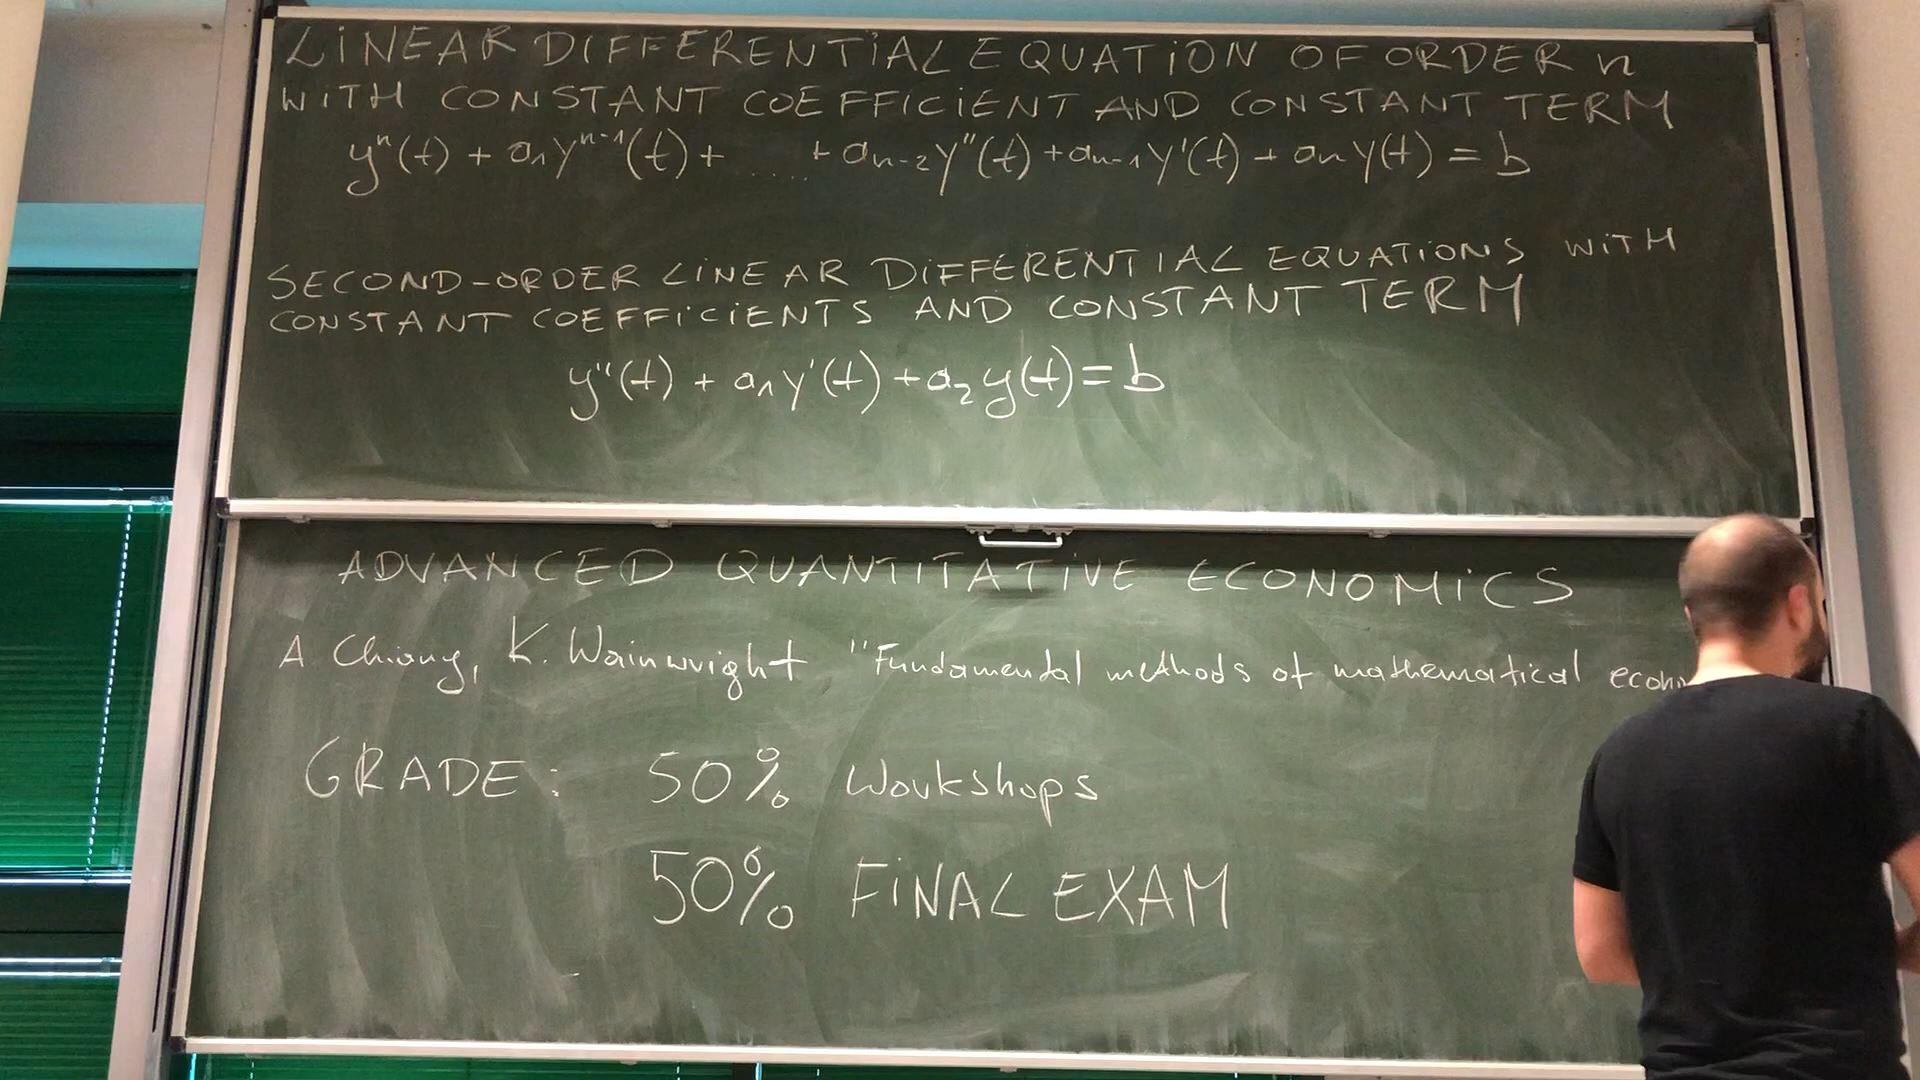 LINEAR DIFFERENTIAL EQUATION OF ORDER n
WITH CONSTANT COEFFICIENT AND CONSTANT TERM
yⁿ(t) + a₁yⁿ⁻¹(t) + ..... + aₙ₋₂y''(t) + aₙ₋₁y'(t) + aₙy(t) = b
SECOND-ORDER LINEAR DIFFERENTIAL EQUATIONS WITH
CONSTANT COEFFICIENTS AND CONSTANT TERM
y''(t) + a₁y'(t) + a₂y(t) = b
ADVANCED QUANTITATIVE ECONOMICS
A Chiang, K. Wainwright "Fundamental methods of mathematical
GRADE: 50% Workshops
50% FINAL EXAM